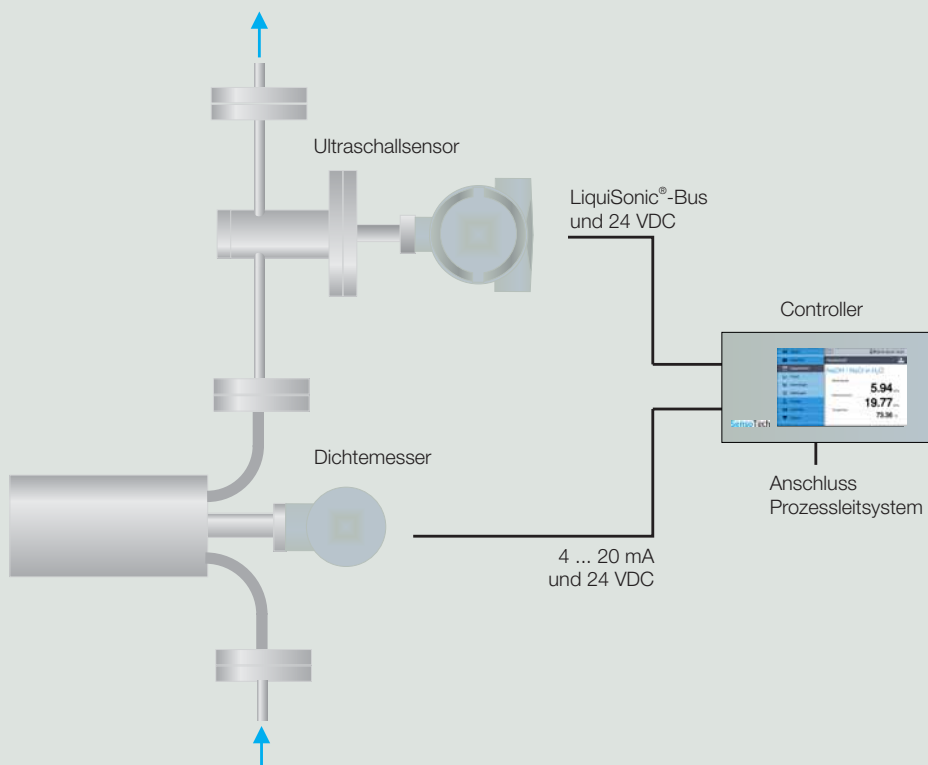 Ultraschallsensor
LiquiSonic®-Bus
und 24 VDC
Controller
NaOH / NaCl in H₂O
5.94
19.77
73.36
SensoTech
Dichtemesser
Anschluss
Prozessleitsystem
4 ... 20 mA
und 24 VDC